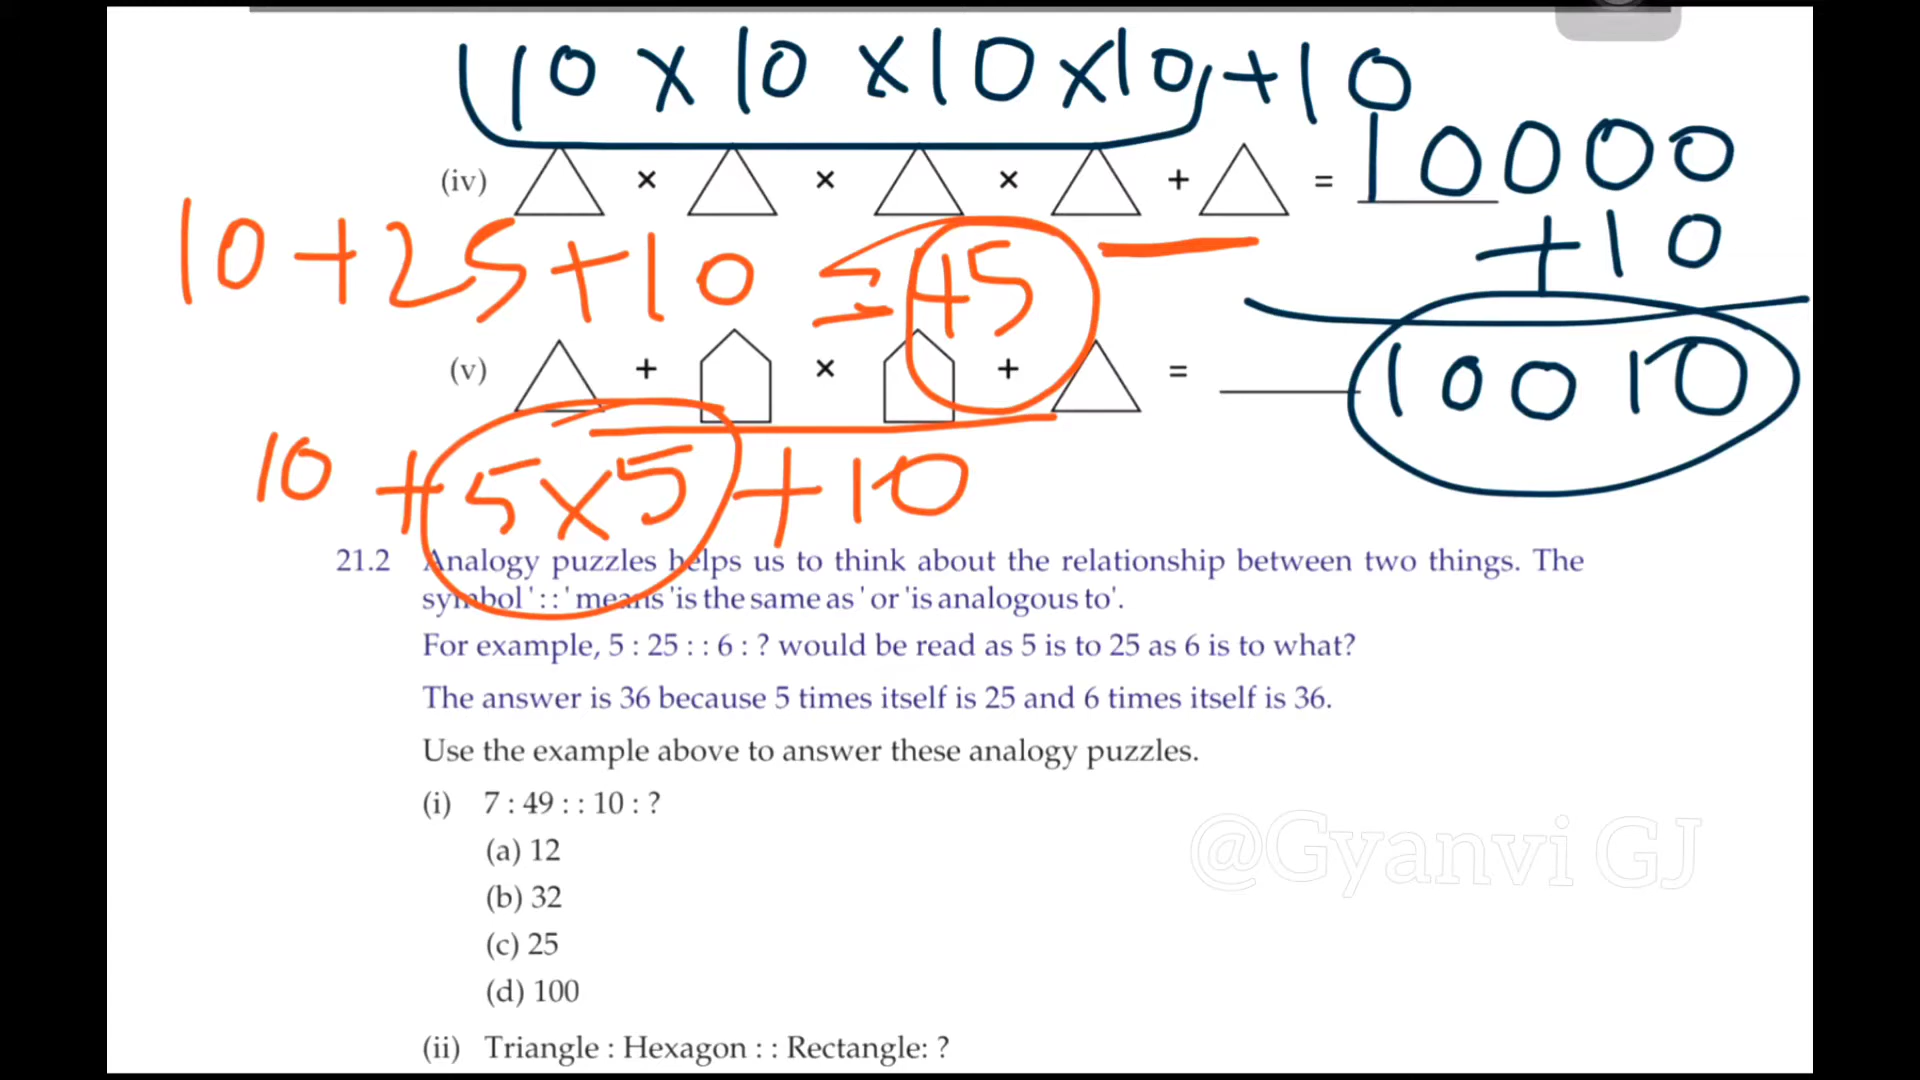 10 × 10 × 10 × 10 + 10
(iv) △ × △ × △ × △ + △ = 10000
+10
10+25+10 = 45
10010
(v) + × + =
10 + 5×5 + 10
21.2 Analogy puzzles helps us to think about the relationship between two things. The
symbol ' : : ' means 'is the same as ' or 'is analogous to'.
For example, 5 : 25 : : 6 : ? would be read as 5 is to 25 as 6 is to what?
The answer is 36 because 5 times itself is 25 and 6 times itself is 36.
Use the example above to answer these analogy puzzles.
(i) 7 : 49 : : 10 : ?
(a) 12
(b) 32
(c) 25
(d) 100
(ii) Triangle : Hexagon : : Rectangle: ?
@Gyanvi GJ